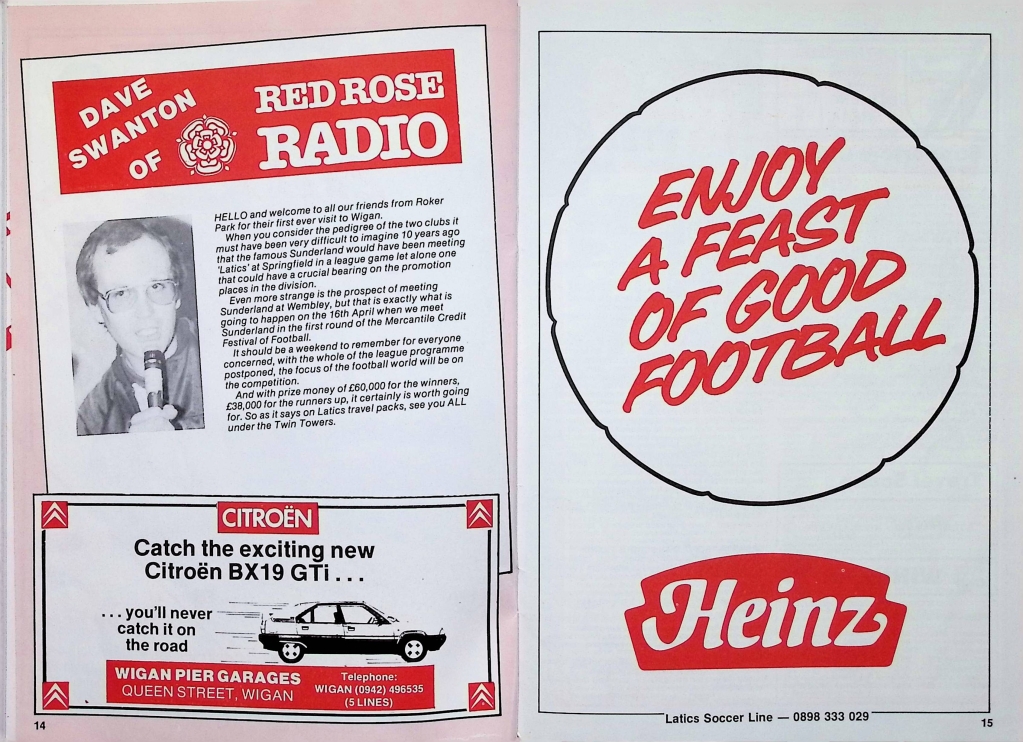 DAVE
SWANTON
OF
RED ROSE
RADIO
HELLO and welcome to all our friends from Roker
Park for their first ever visit to Wigan.
When you consider the pedigree of the two clubs it
must have been very difficult to imagine 10 years ago
that the famous Sunderland would have been meeting
'Latics' at Springfield in a league game let alone one
that could have a crucial bearing on the promotion
places in the division.
Even more strange is the prospect of meeting
Sunderland at Wembley, but that is exactly what is
going to happen on the 16th April when we meet
Sunderland in the first round of the Mercantile Credit
Festival of Football.
It should be a weekend to remember for everyone
concerned, with the whole of the league programme
postponed, the focus of the football world will be on
the competition.
And with prize money of £60,000 for the winners,
£38,000 for the runners up, it certainly is worth going
for. So as it says on Latics travel packs, see you ALL
under the Twin Towers.
CITROËN
Catch the exciting new
Citroën BX19 GTi . . .
. . . you'll never
catch it on
the road
WIGAN PIER GARAGES
QUEEN STREET, WIGAN
Telephone:
WIGAN (0942) 496535
(5 LINES)
14
ENJOY
A FEAST
OF GOOD
FOOTBALL
Heinz
Latics Soccer Line — 0898 333 029
15